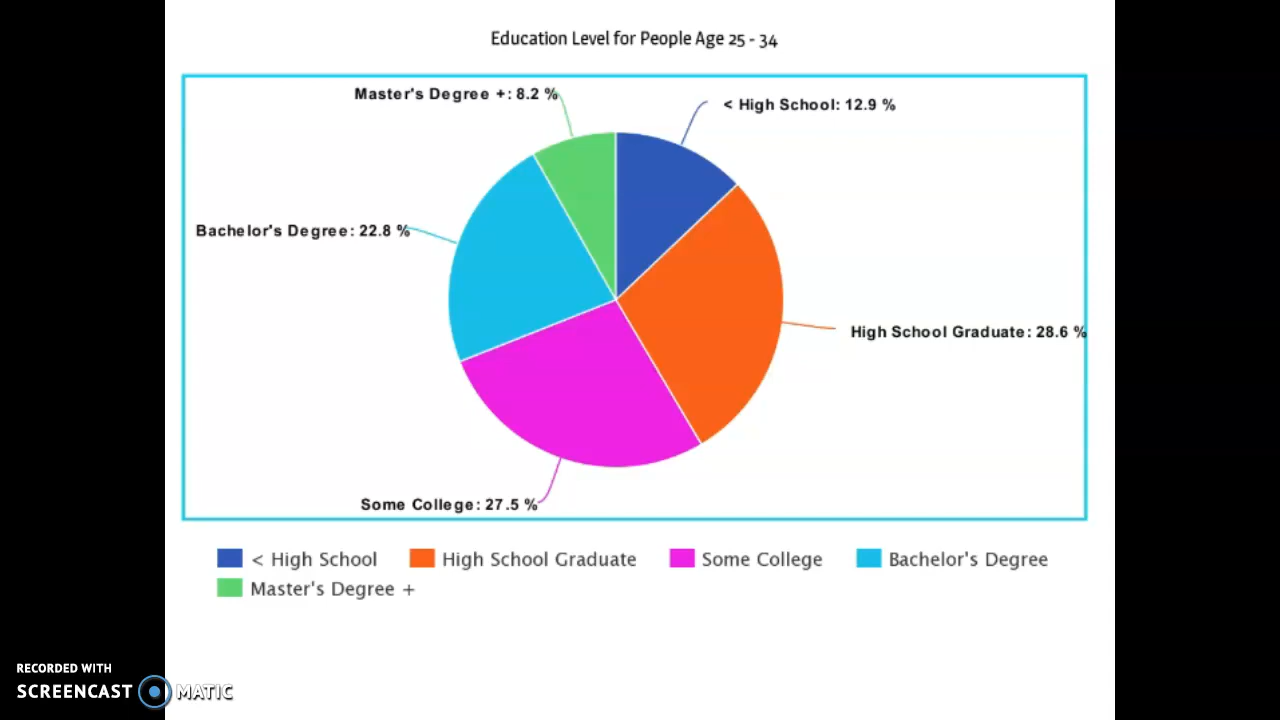 Education Level for People Age 25 - 34
Master's Degree +: 8.2 %
< High School: 12.9 %
Bachelor's Degree: 22.8 %
High School Graduate: 28.6 %
Some College: 27.5 %
< High School High School Graduate Some College Bachelor's Degree
Master's Degree +
RECORDED WITH
SCREENCAST MATIC